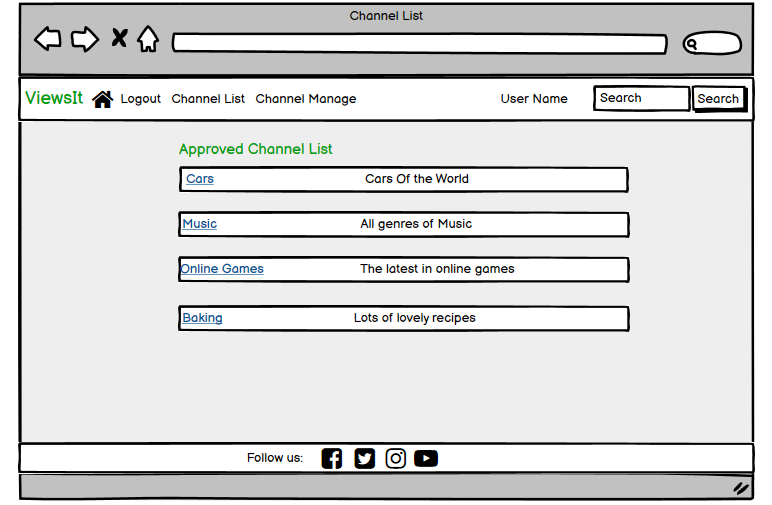 Channel List
ViewsIt Logout Channel List Channel Manage User Name Search Search
Approved Channel List
Cars Cars Of the World
Music All genres of Music
Online Games The latest in online games
Baking Lots of lovely recipes
Follow us: